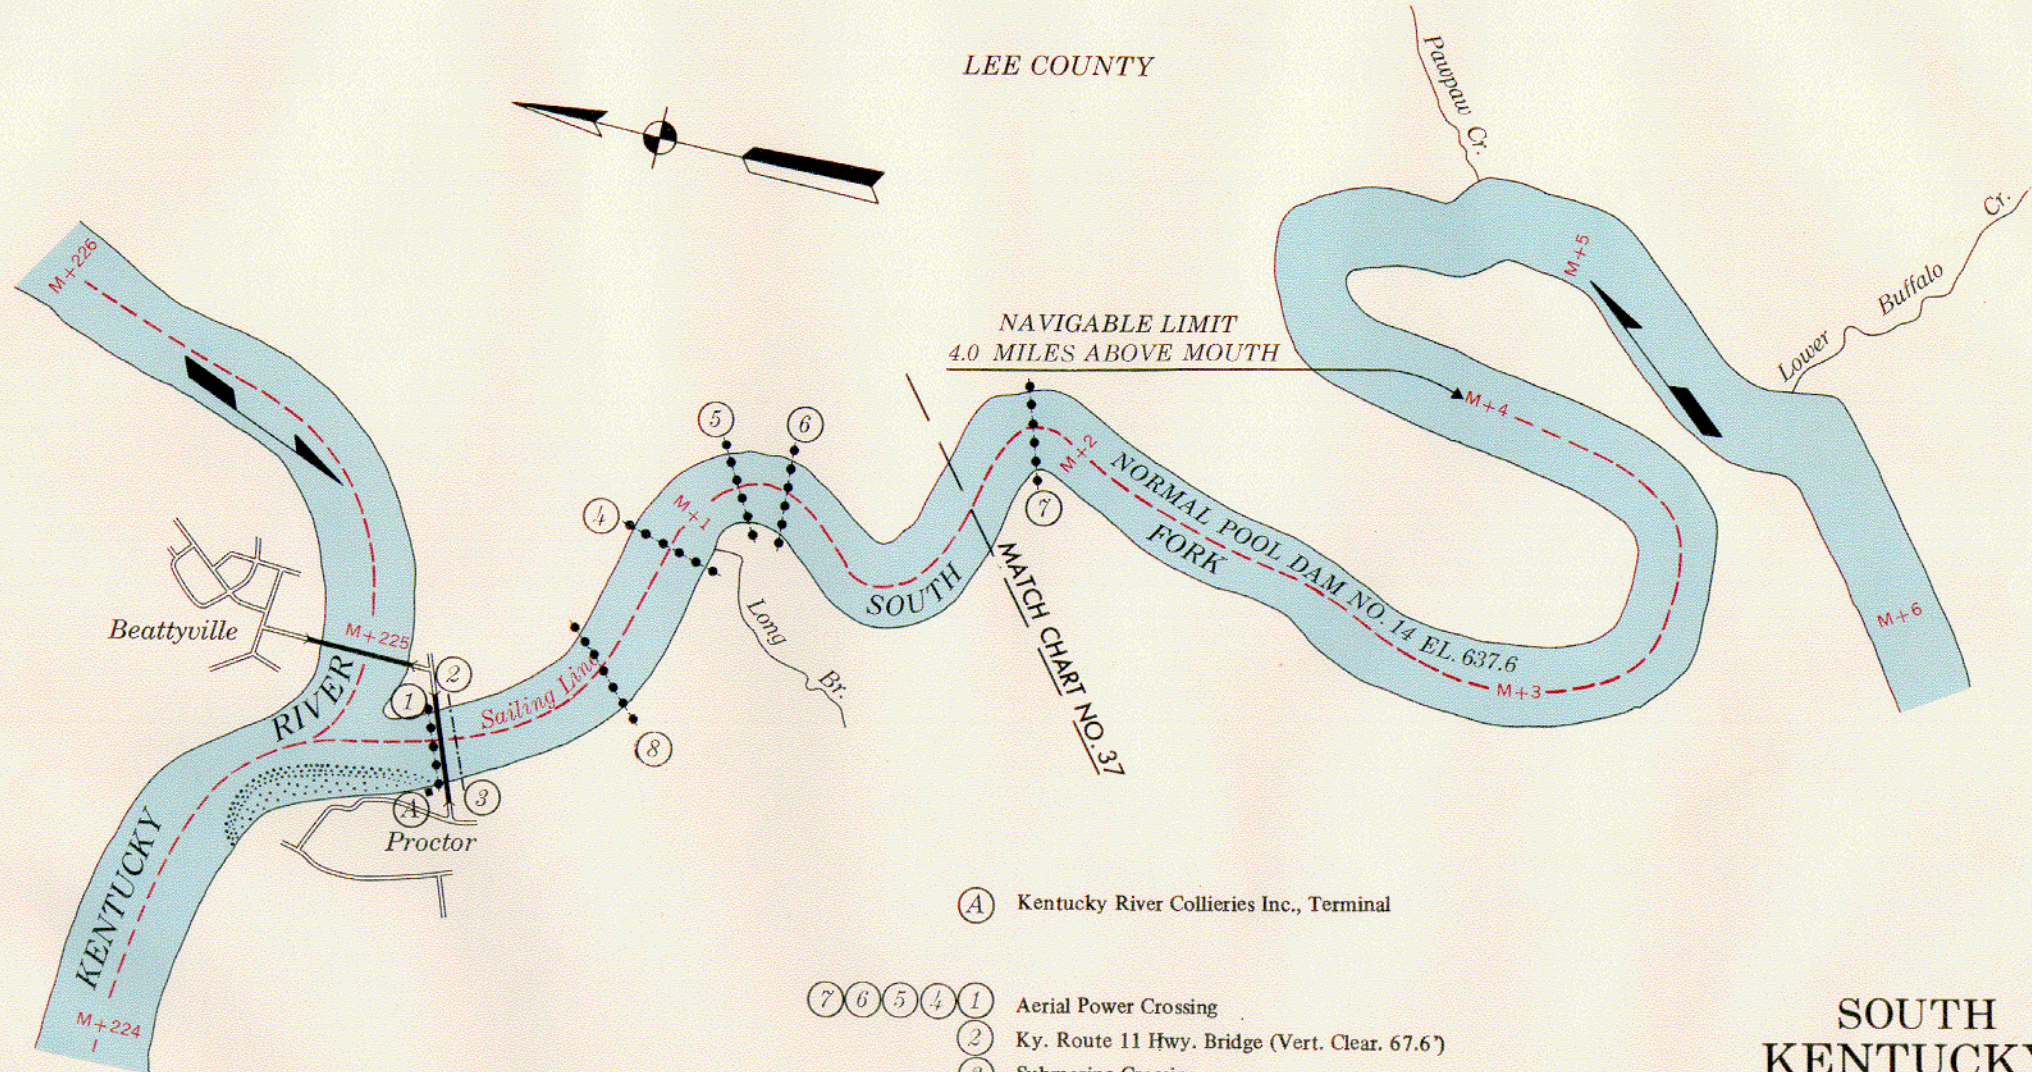 LEE COUNTY
Pawpaw Cr.
M+226
M+5
Lower Buffalo Cr.
NAVIGABLE LIMIT
4.0 MILES ABOVE MOUTH
M+4
5
6
7
4
M+1
M+2
NORMAL POOL DAM NO. 14 EL. 637.6
SOUTH FORK
MATCH CHART NO. 37
Long Br.
Beattyville
M+225
M+6
2
1
Sailing Line
M+3
8
3
A
Proctor
KENTUCKY RIVER
M+224
A Kentucky River Collieries Inc., Terminal
7 6 5 4 1 Aerial Power Crossing
2 Ky. Route 11 Hwy. Bridge (Vert. Clear. 67.6')
SOUTH
KENTUCKY